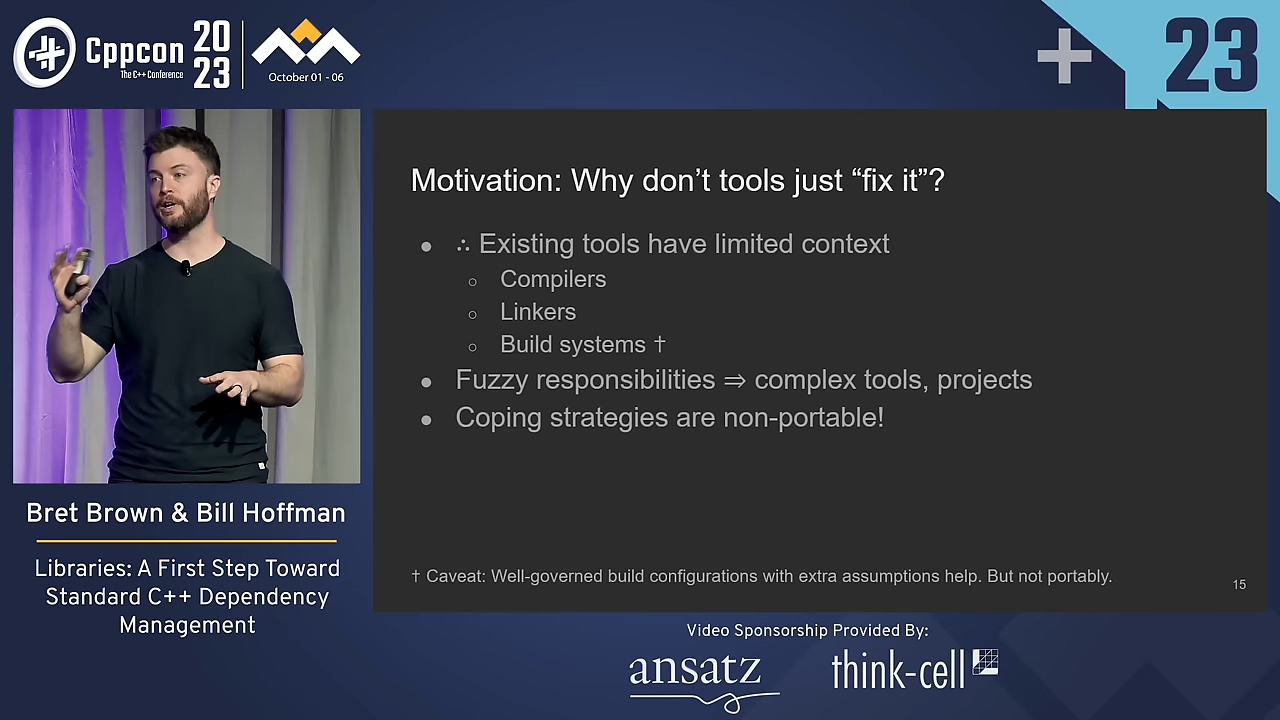 Cppcon
The C++ Conference
20
23
October 01 - 06
+ 23
Motivation: Why don’t tools just “fix it”?
● ∴ Existing tools have limited context
○ Compilers
○ Linkers
○ Build systems †
● Fuzzy responsibilities ⇒ complex tools, projects
● Coping strategies are non-portable!
† Caveat: Well-governed build configurations with extra assumptions help. But not portably.
15
Bret Brown & Bill Hoffman
Libraries: A First Step Toward
Standard C++ Dependency
Management
Video Sponsorship Provided By:
ansatz
think-cell